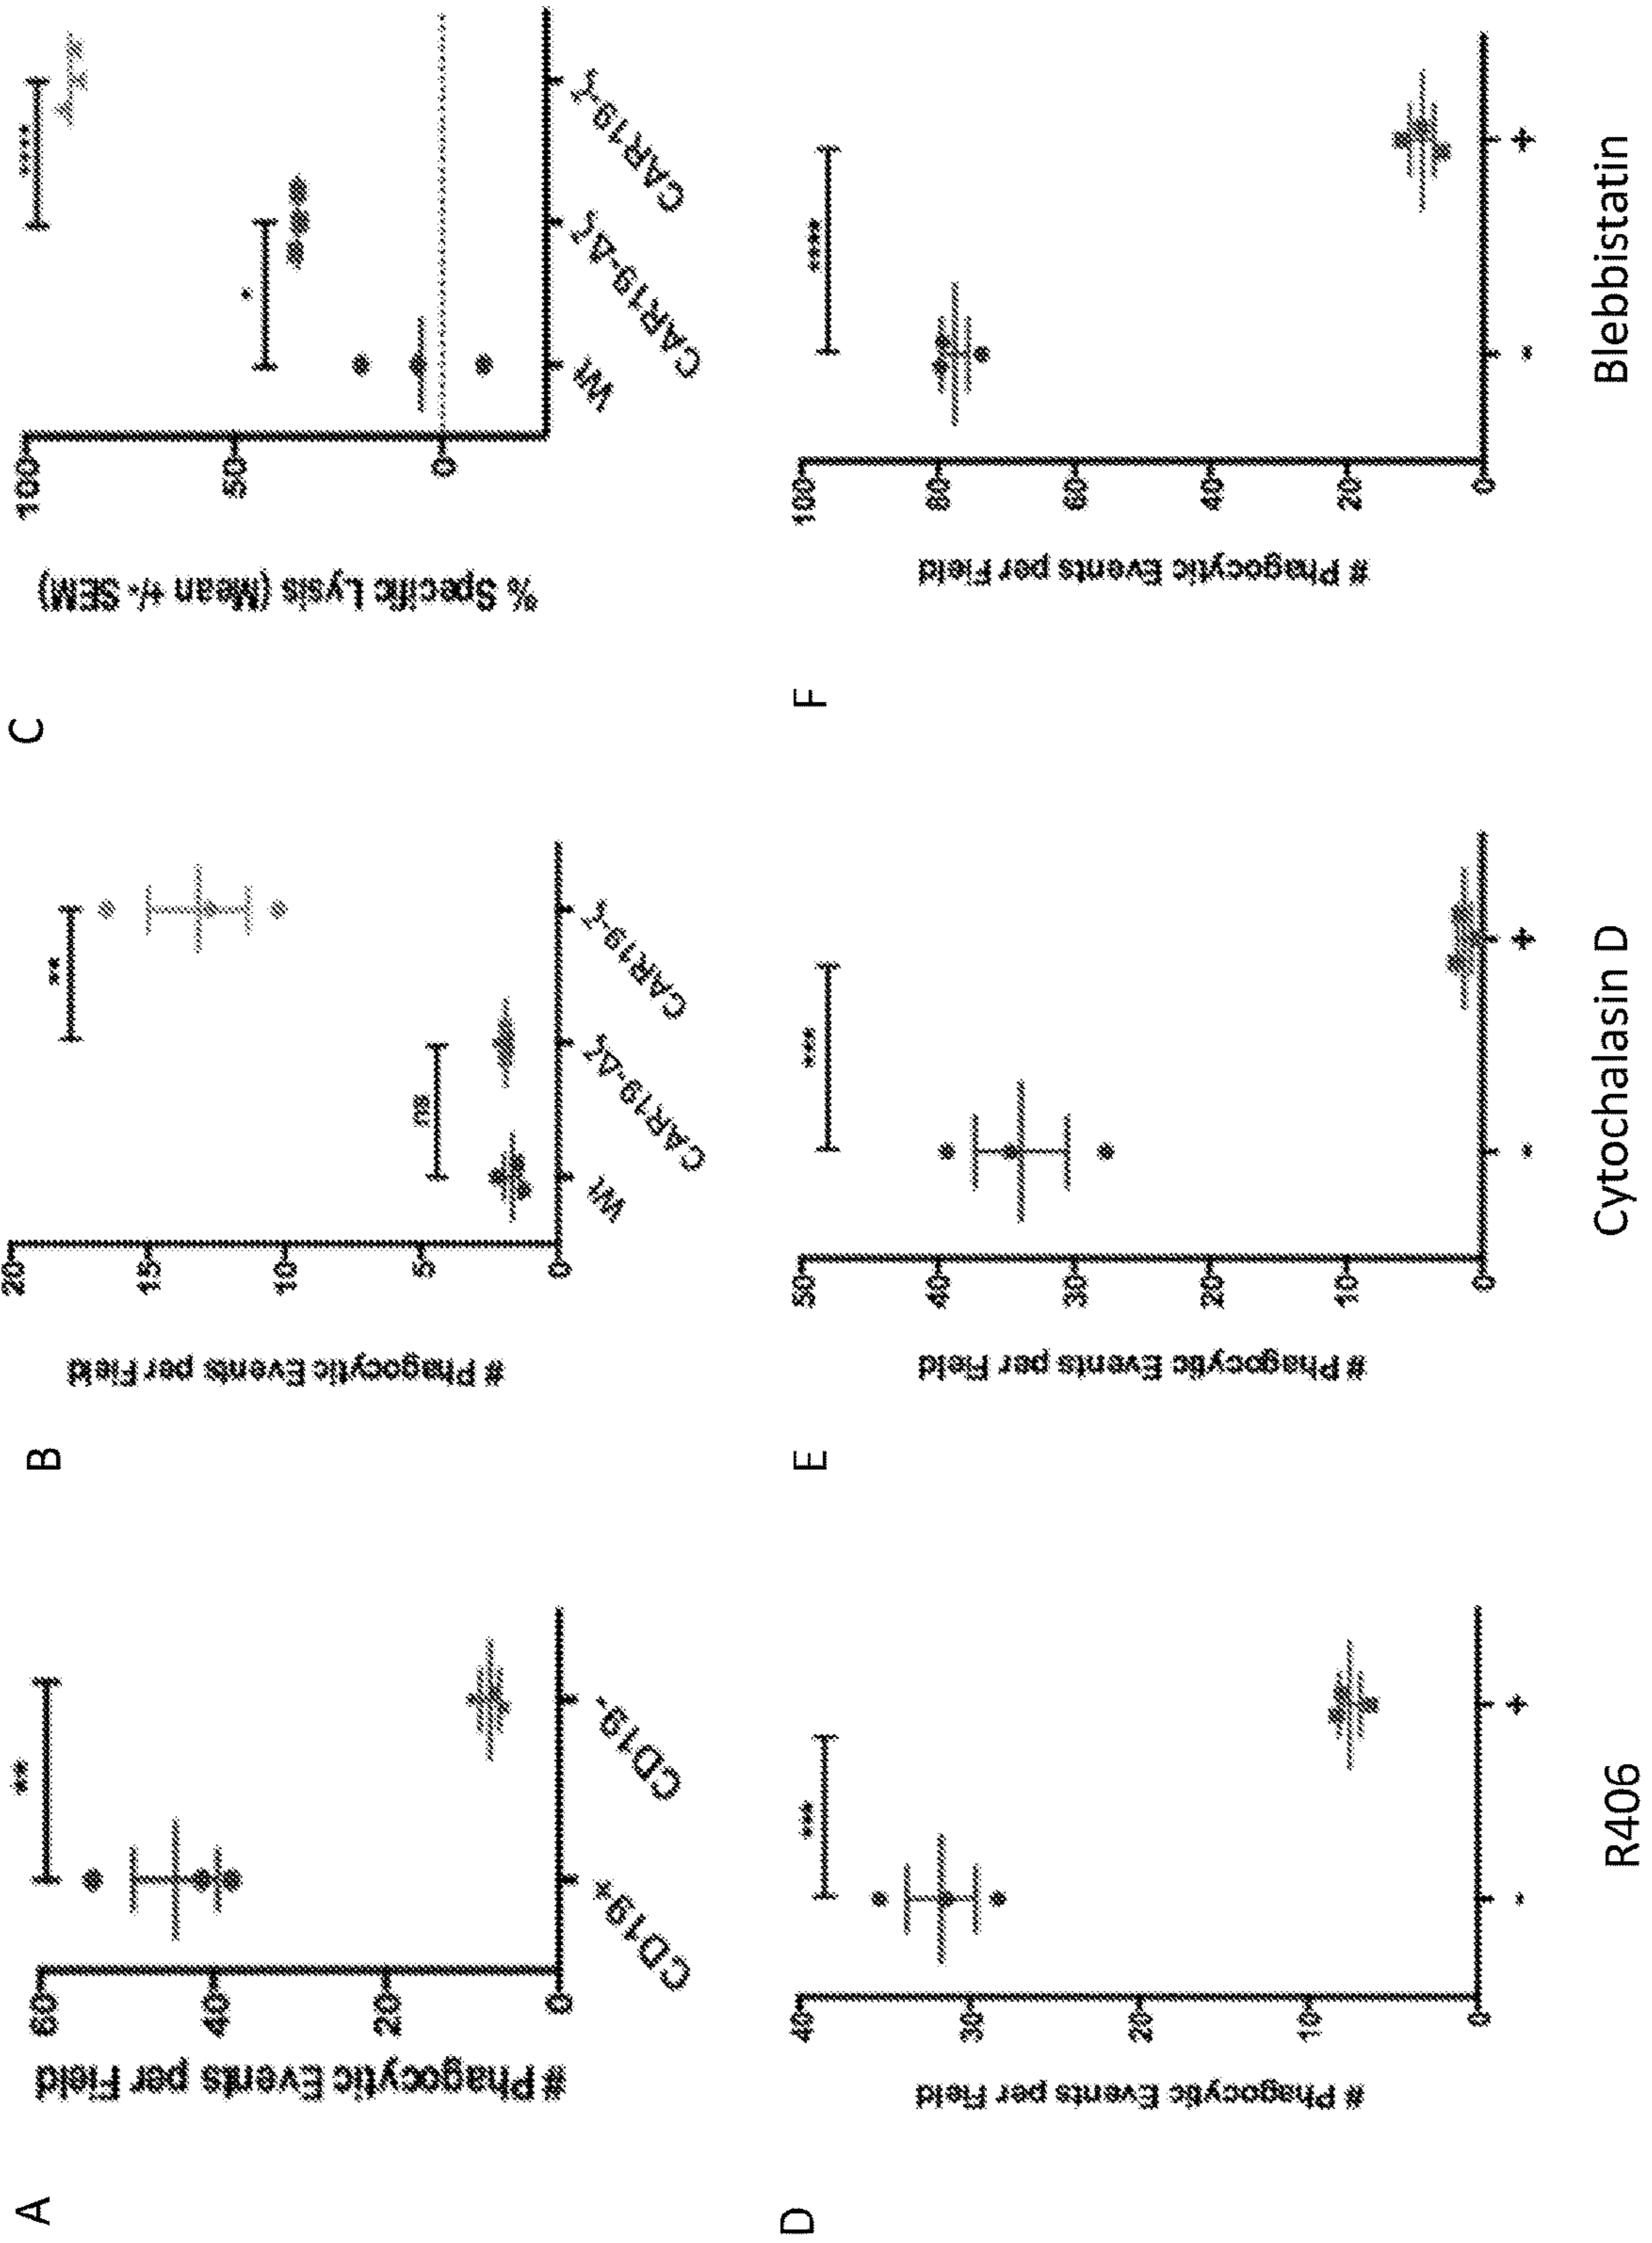 A
# Phagocytic Events per Field
60
40
20
0
**
CD19+
CD19-
B
# Phagocytic Events per Field
20
15
10
5
0
ns
**
Wt
CAR19-Δζ
CAR19-ζ
C
% Specific Lysis (Mean +/- SEM)
100
50
0
*
****
Wt
CAR19-Δζ
CAR19-ζ
D
# Phagocytic Events per Field
40
30
20
10
0
***
- +
R406
E
# Phagocytic Events per Field
50
40
30
20
10
0
***
- +
Cytochalasin D
F
# Phagocytic Events per Field
100
80
60
40
20
0
****
- +
Blebbistatin